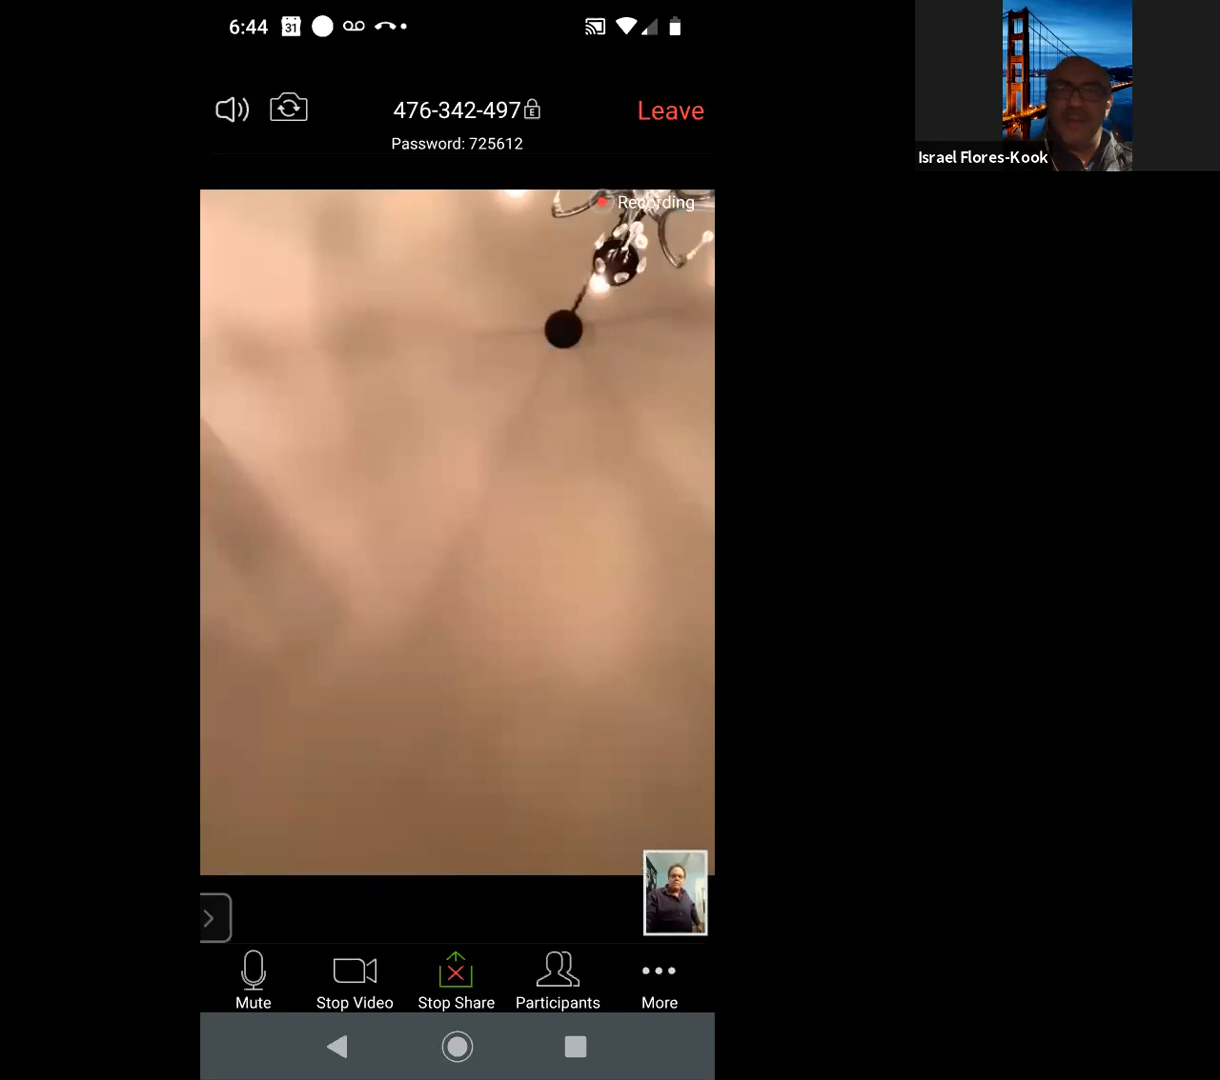 6:44
31
476-342-497
E
Leave
Password: 725612
Recording
Israel Flores-Kook
Mute
Stop Video
Stop Share
Participants
More